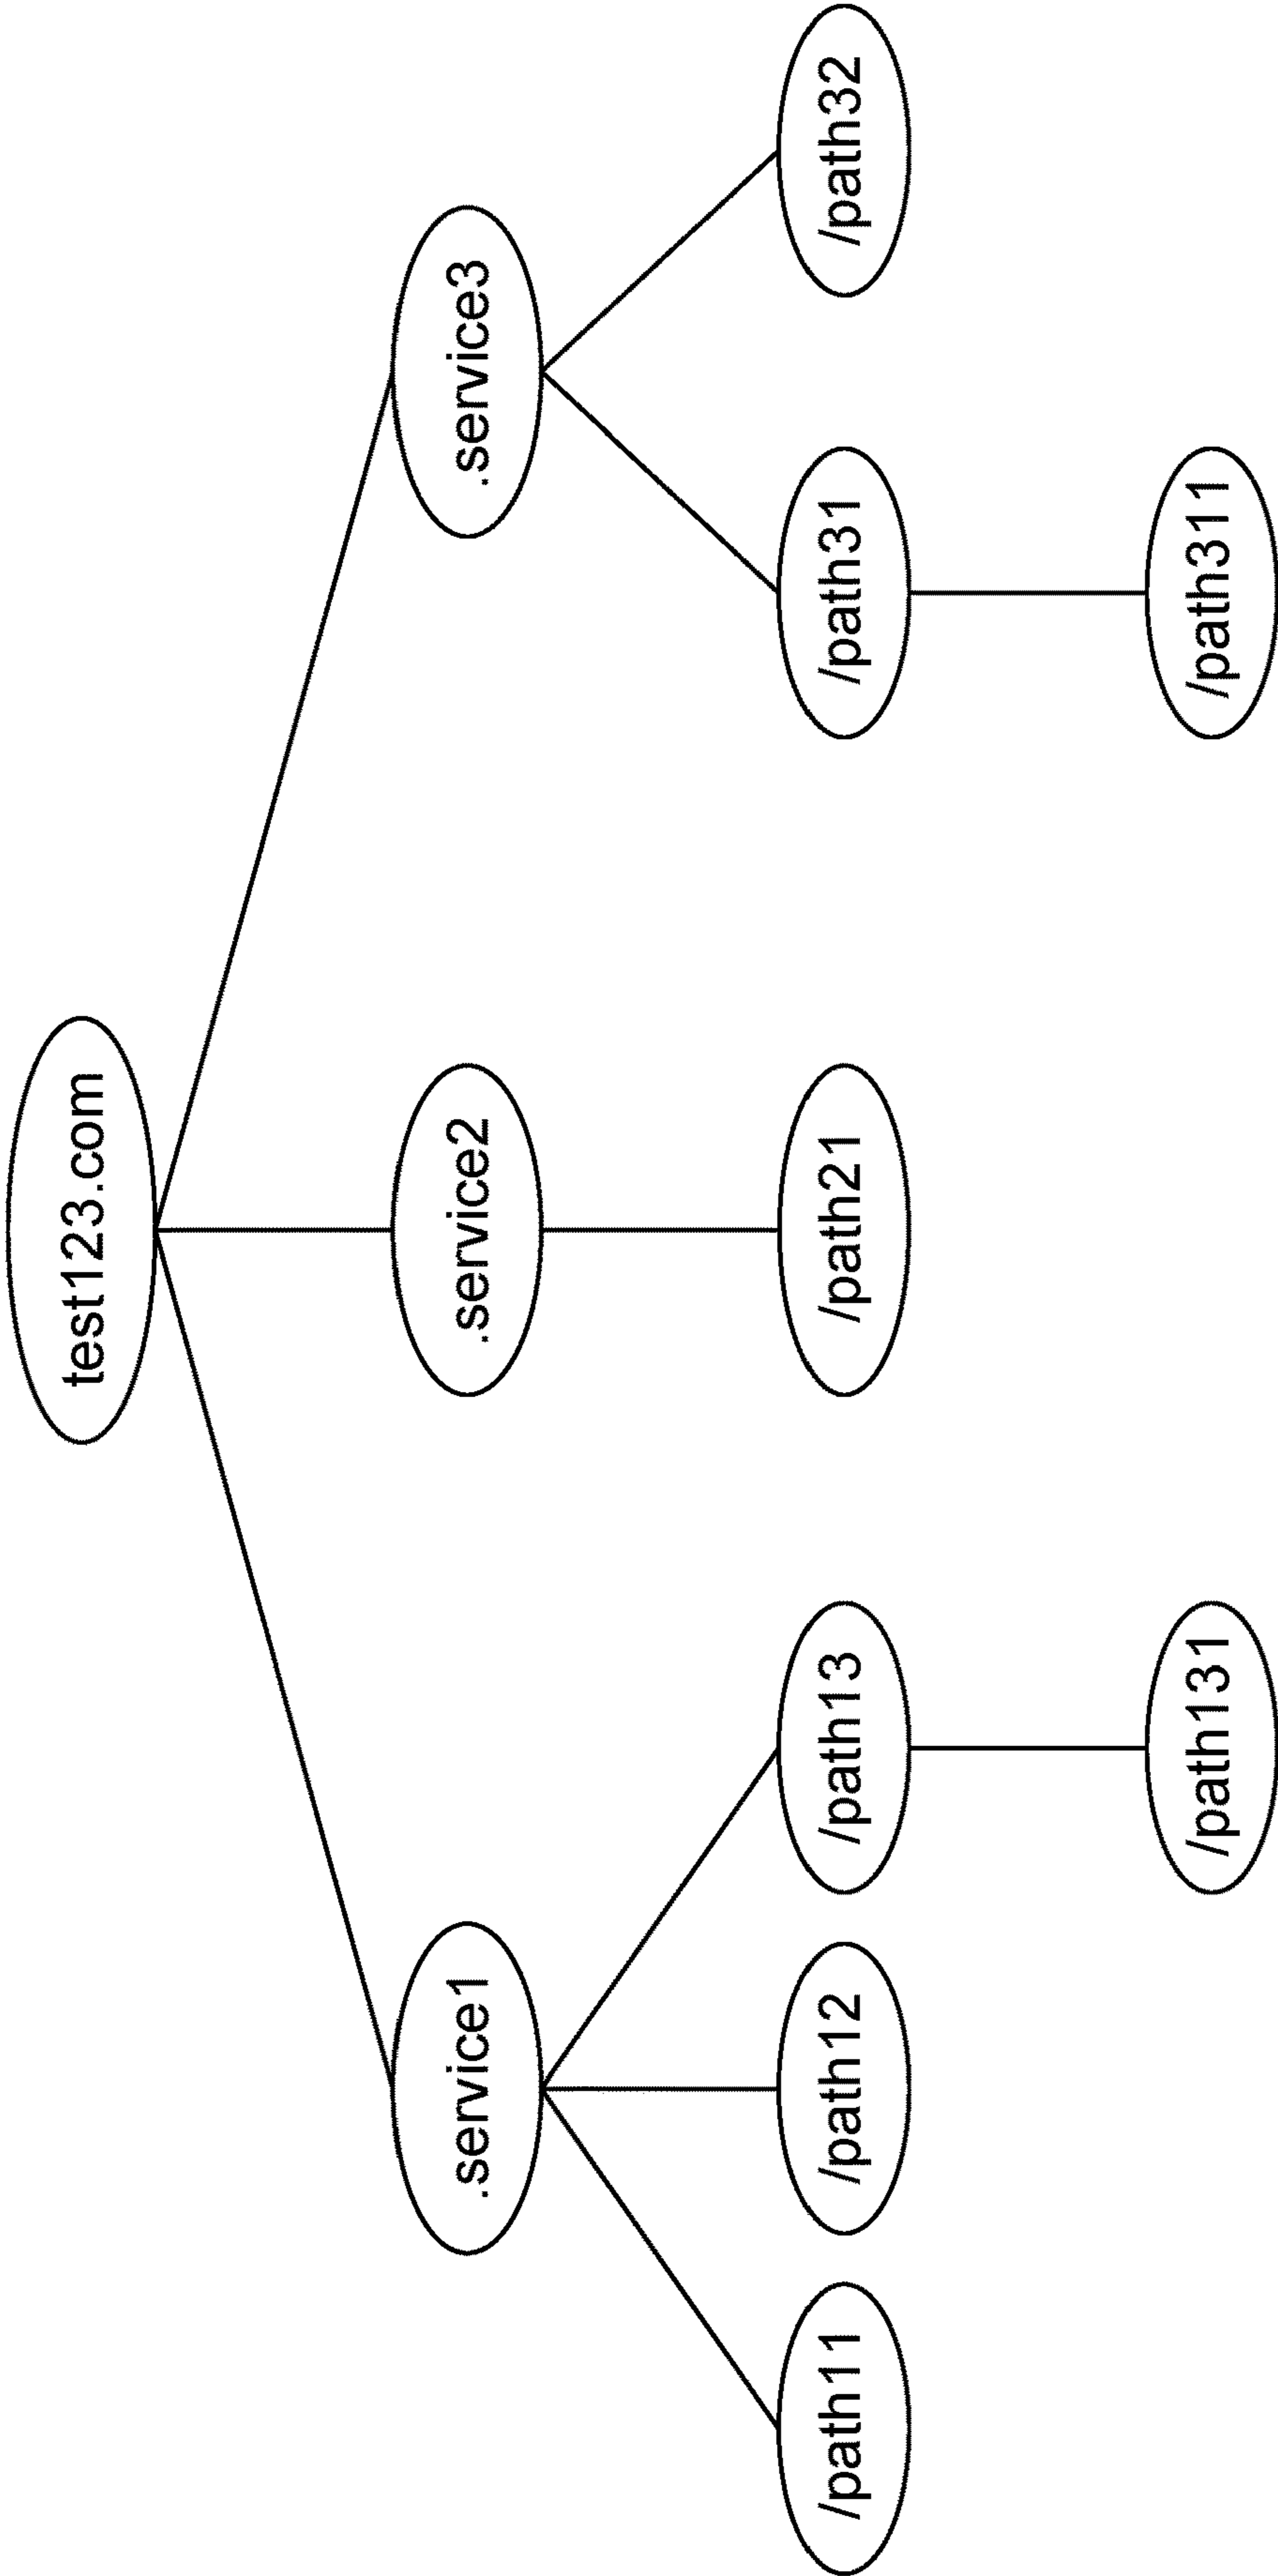 test123.com
.service1
.service2
.service3
/path11
/path12
/path13
/path21
/path31
/path32
/path131
/path311